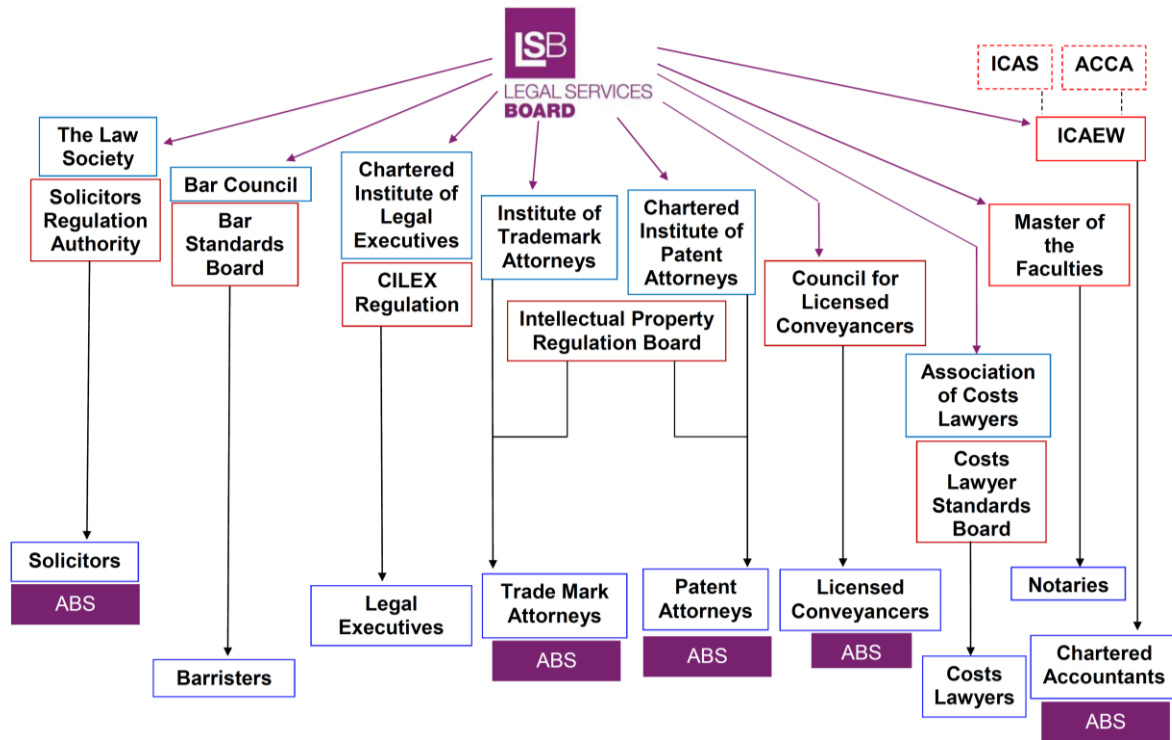 LSB
LEGAL SERVICES
BOARD
ICAS
ACCA
ICAEW
The Law
Society
Solicitors
Regulation
Authority
Bar Council
Bar
Standards
Board
Chartered
Institute of
Legal
Executives
CILEX
Regulation
Institute of
Trademark
Attorneys
Chartered
Institute of
Patent
Attorneys
Intellectual Property
Regulation Board
Council for
Licensed
Conveyancers
Master of
the
Faculties
Association
of Costs
Lawyers
Costs
Lawyer
Standards
Board
Solicitors
ABS
Barristers
Legal
Executives
Trade Mark
Attorneys
ABS
Patent
Attorneys
ABS
Licensed
Conveyancers
ABS
Costs
Lawyers
Notaries
Chartered
Accountants
ABS